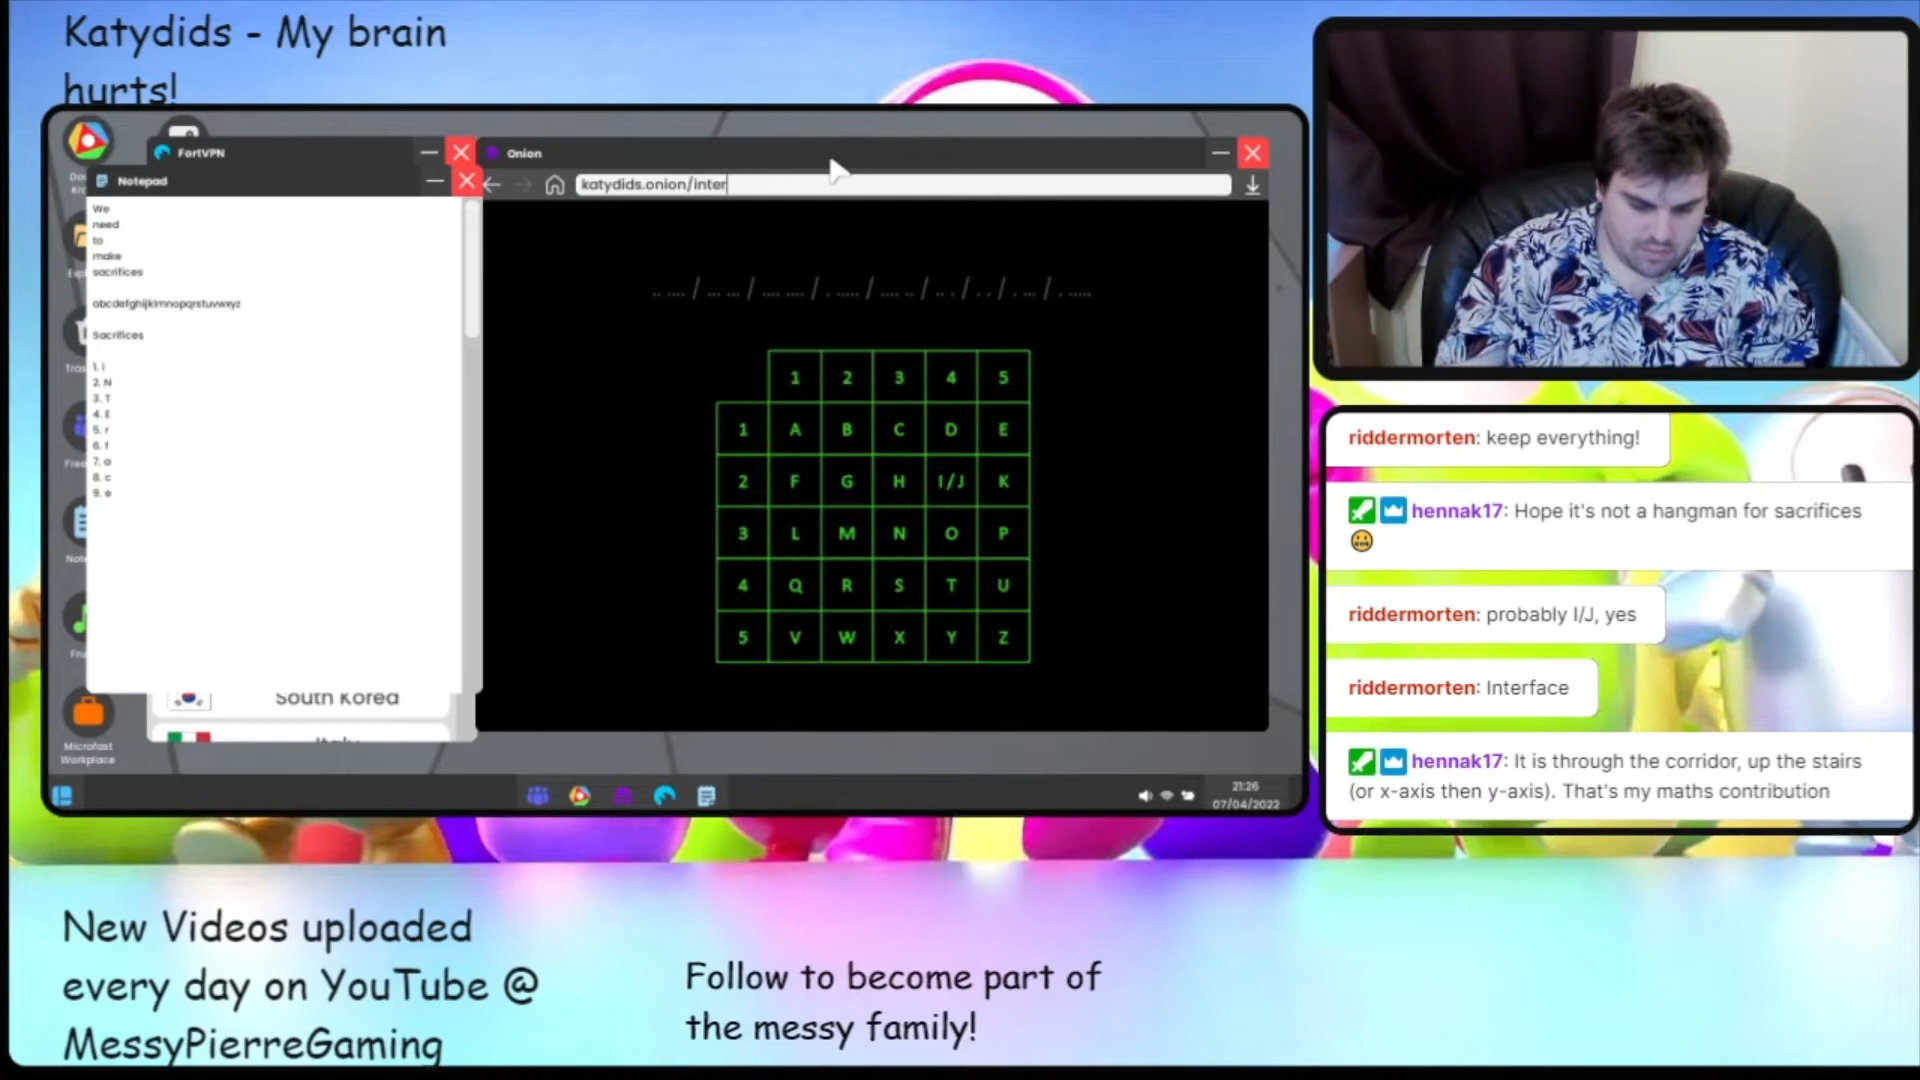 Katydids - My brain
hurts!
FortVPN
Onion
Notepad
katydids.onion/inter
We
need
to
make
sacrifices
abcdefghijklmnopqrstuvwxyz
Sacrifices
1. I
2. N
3. T
4. E
5. r
6. f
7. a
8. c
9. e
.. .... / ... ... / .... .... / . ..... / .... .. / .. . / . . / . ... / . .....
1 2 3 4 5
1 A B C D E
2 F G H I/J K
3 L M N O P
4 Q R S T U
5 V W X Y Z
South Korea
Italy
Microfast
Workplace
21:26
07/04/2022
riddermorten: keep everything!
hennak17: Hope it's not a hangman for sacrifices
riddermorten: probably I/J, yes
riddermorten: Interface
hennak17: It is through the corridor, up the stairs
(or x-axis then y-axis). That's my maths contribution
New Videos uploaded
every day on YouTube @
MessyPierreGaming
Follow to become part of
the messy family!